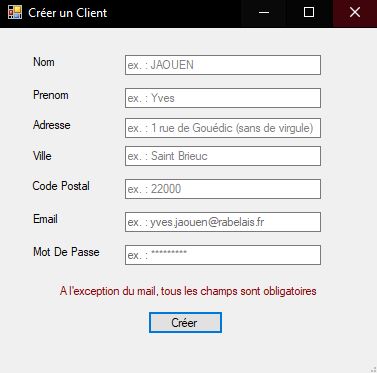 Créer un Client
Nom ex. : JAOUEN
Prenom ex. : Yves
Adresse ex. : 1 rue de Gouédic (sans de virgule)
Ville ex. : Saint Brieuc
Code Postal ex. : 22000
Email ex. : yves.jaouen@rabelais.fr
Mot De Passe ex. : *********
A l'exception du mail, tous les champs sont obligatoires
Créer